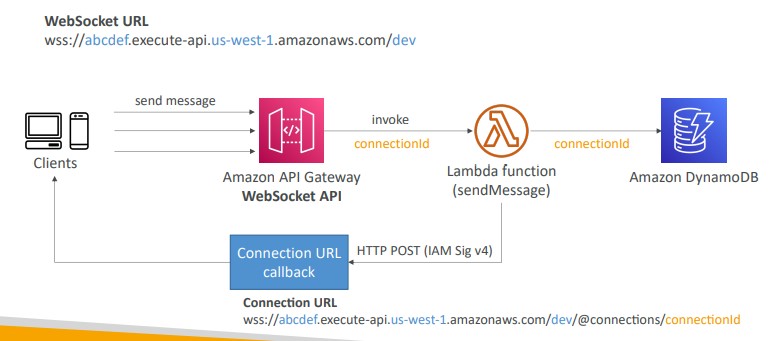 WebSocket URL
wss://abcdef.execute-api.us-west-1.amazonaws.com/dev
send message
invoke
connectionId
connectionId
Clients
Amazon API Gateway
WebSocket API
Lambda function
(sendMessage)
Amazon DynamoDB
Connection URL
callback
HTTP POST (IAM Sig v4)
Connection URL
wss://abcdef.execute-api.us-west-1.amazonaws.com/dev/@connections/connectionId